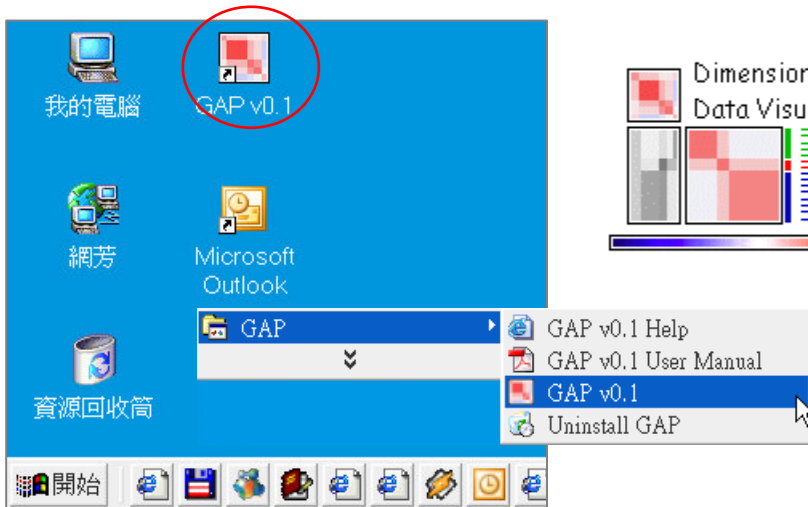 我的電腦
GAP v0.1
Dimension
Data Visu
網芳
Microsoft
Outlook
GAP
GAP v0.1 Help
GAP v0.1 User Manual
GAP v0.1
Uninstall GAP
資源回收筒
開始